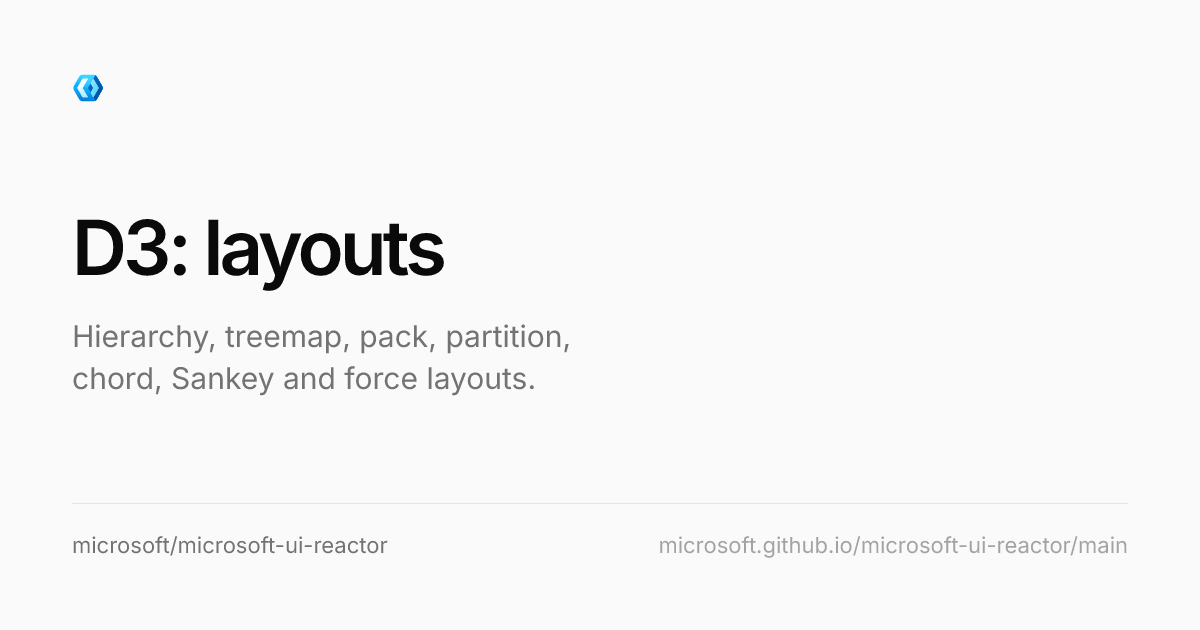 D3: layouts
Hierarchy, treemap, pack, partition,
chord, Sankey and force layouts.
microsoft/microsoft-ui-reactor
microsoft.github.io/microsoft-ui-reactor/main